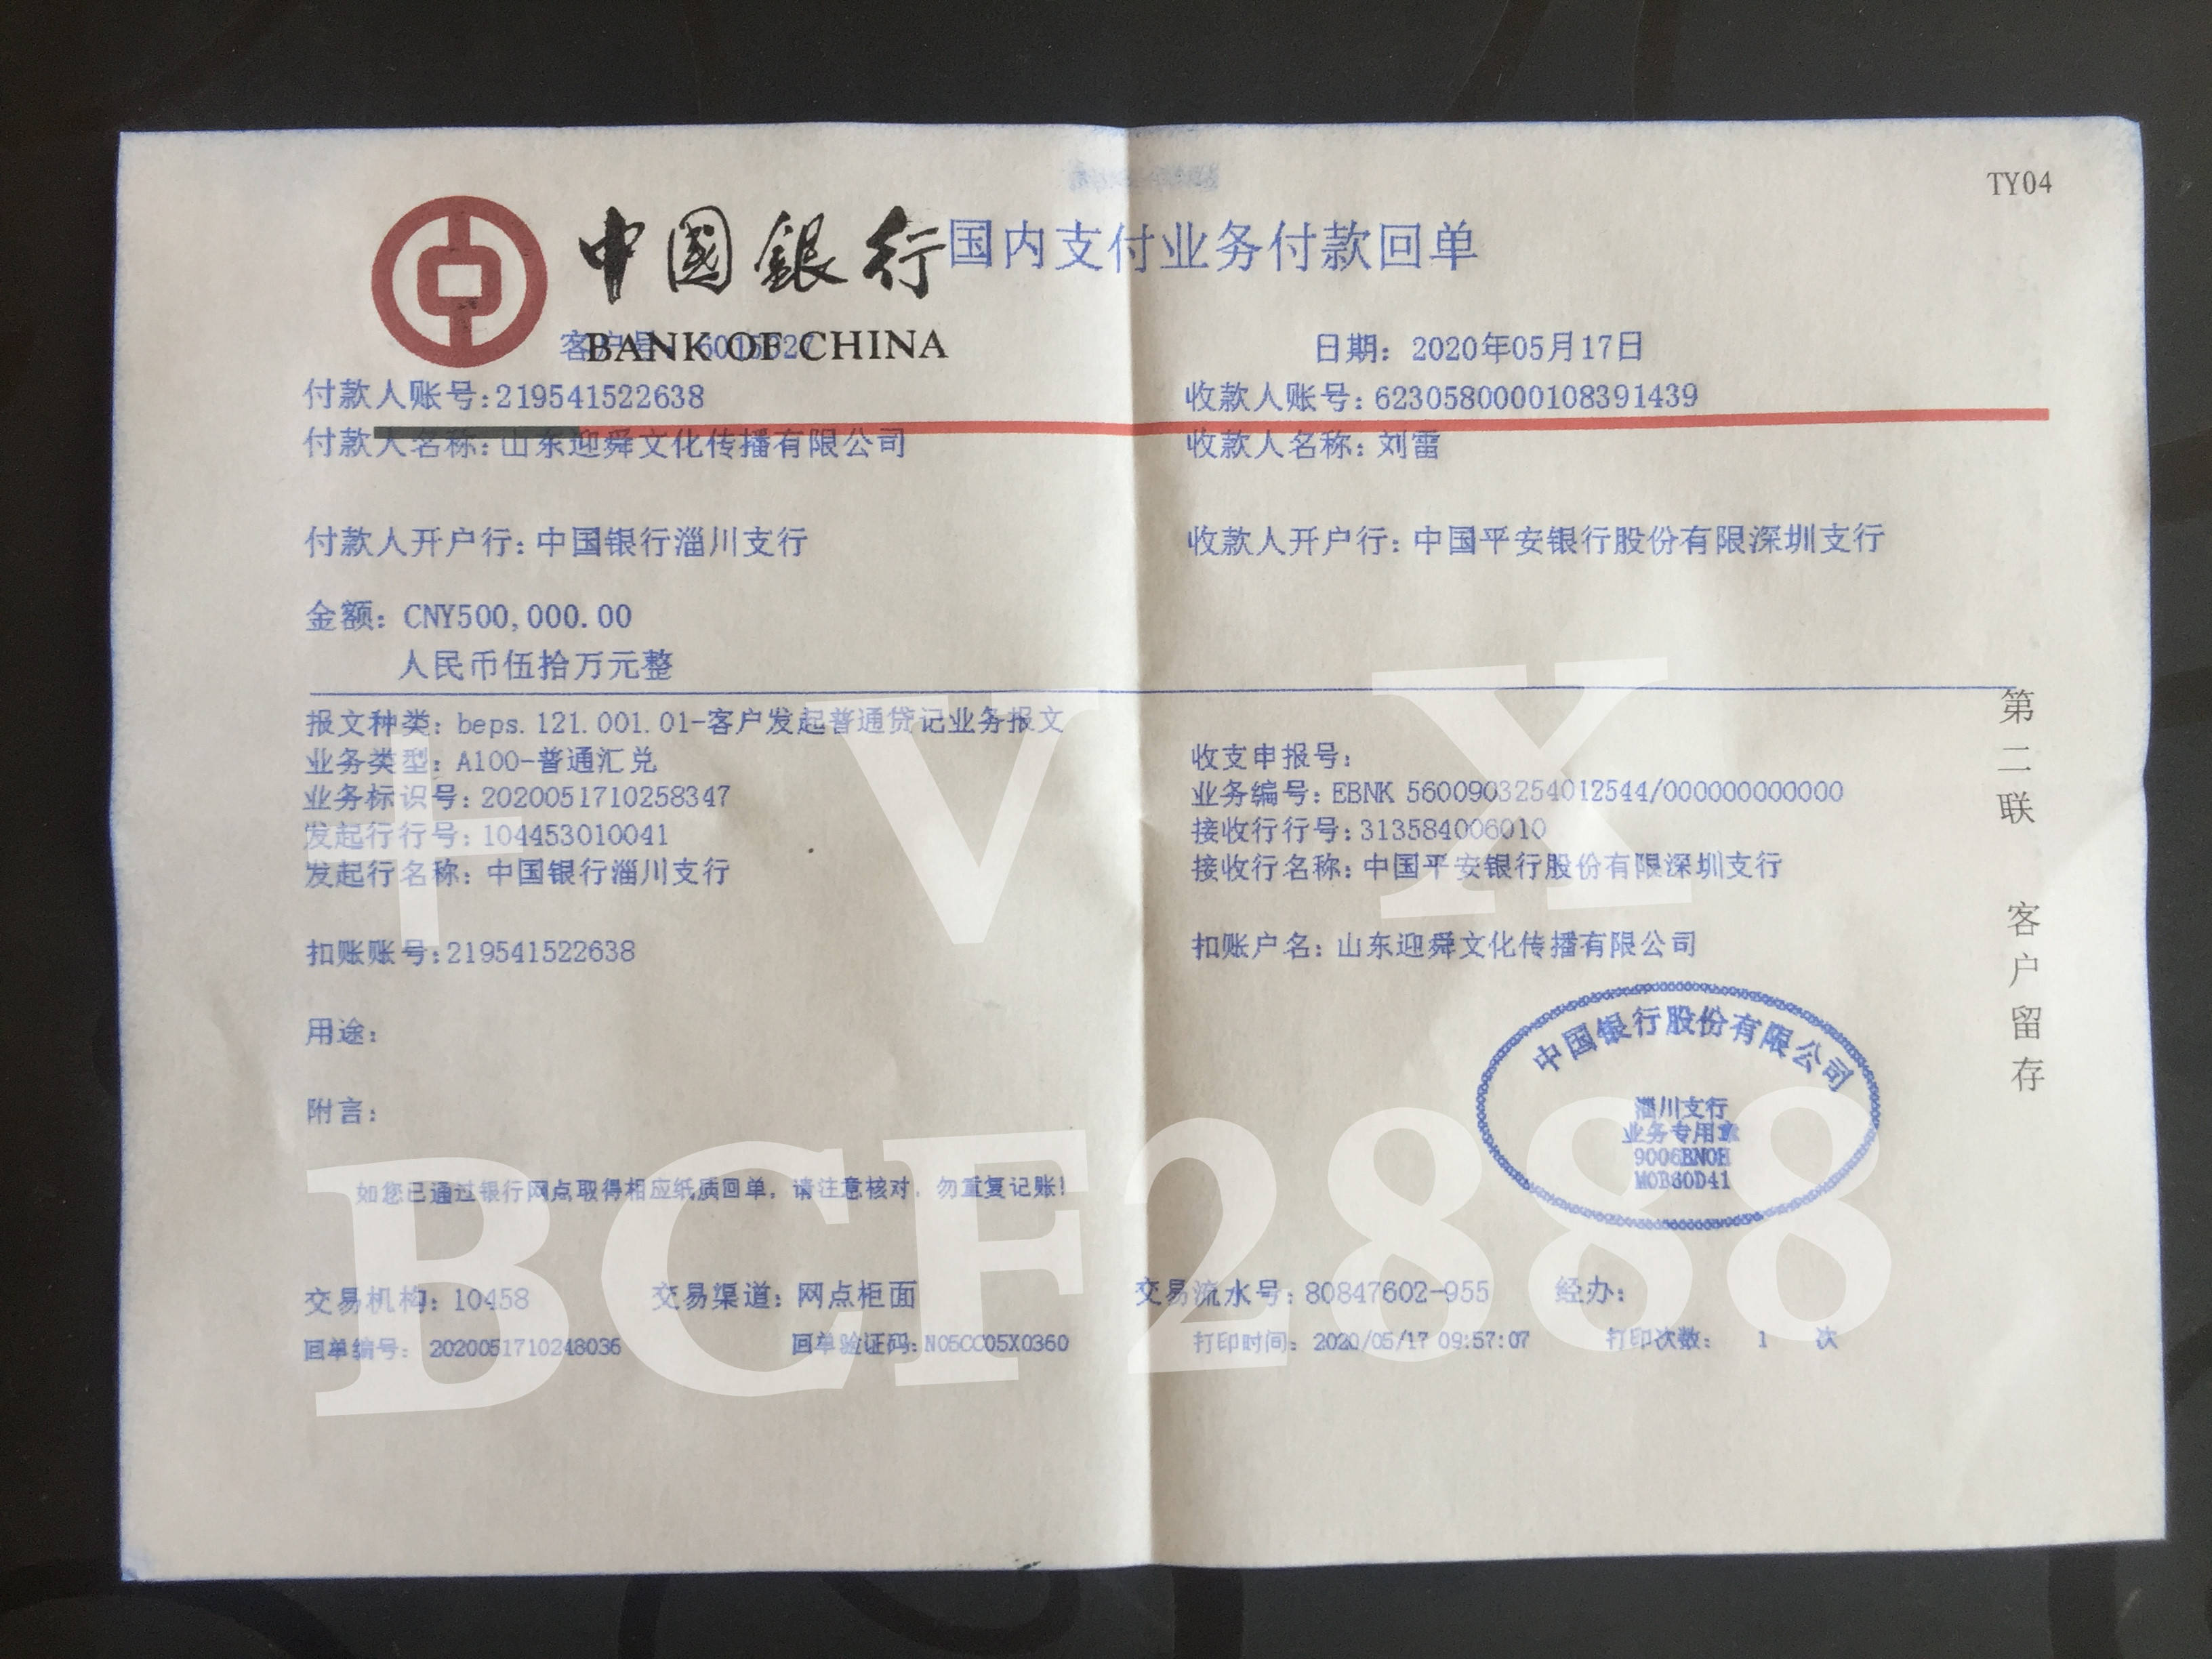 TY04
中國銀行国内支付业务付款回单
BANK OF CHINA
客户号: 日期: 2020年05月17日
付款人账号:219541522638 收款人账号: 6230580000108391439
付款人名称: 山东迎舜文化传播有限公司 收款人名称: 刘雷
付款人开户行: 中国银行淄川支行 收款人开户行: 中国平安银行股份有限深圳支行
金额: CNY500,000.00
人民币伍拾万元整
报文种类: beps.121.001.01-客户发起普通贷记业务报文
业务类型: A100-普通汇兑 收支申报号:
业务标识号: 2020051710258347 业务编号: EBNK 5600903254012544/000000000000
发起行行号: 104453010041 接收行行号: 313584006010
发起行名称: 中国银行淄川支行 接收行名称: 中国平安银行股份有限深圳支行
扣账账号: 219541522638 扣账户名: 山东迎舜文化传播有限公司
用途:
附言:
中国银行股份有限公司
淄川支行
业务专用章
如您已通过银行网点取得相应纸质回单, 请注意核对, 勿重复记账!
交易机构: 10458 交易渠道: 网点柜面 交易流水号: 80847602-955 经办:
回单编号: 2020051710248036 回单验证码: N05CC05X0360 打印时间: 2020/05/17 09:57:07 打印次数: 1 次
第二联 客户留存
V X
BCF2888